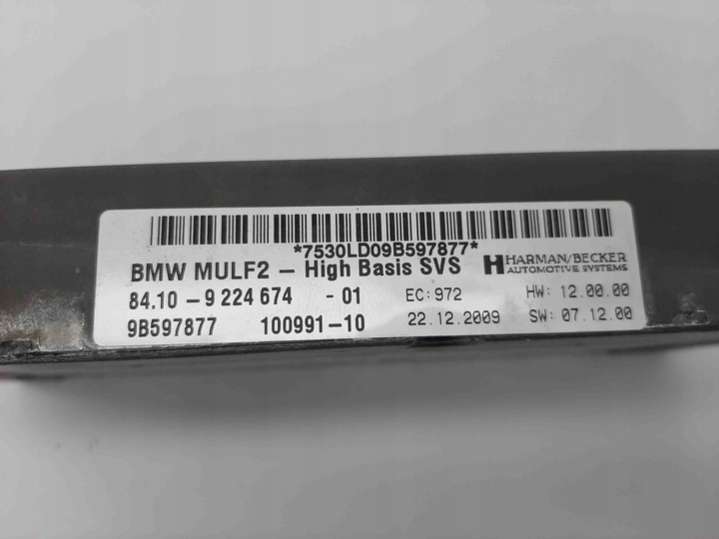 *7530LD09B597877*
BMW MULF2 - High Basis SVS HARMAN/BECKER
AUTOMOTIVE SYSTEMS
84.10-9 224 674 -01 EC: 972 HW: 12.00.00
9B597877 100991-10 22.12.2009 SW: 07.12.00